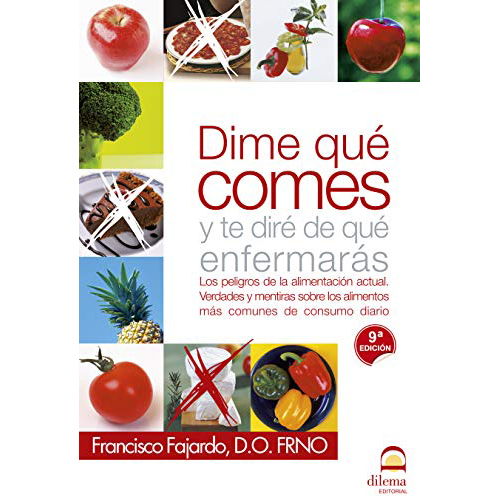 Dime qué
comes
y te diré de qué
enfermarás
Los peligros de la alimentación actual.
Verdades y mentiras sobre los alimentos
más comunes de consumo diario
9ª
EDICIÓN
Francisco Fajardo, D.O. FRNO
dilema
EDITORIAL